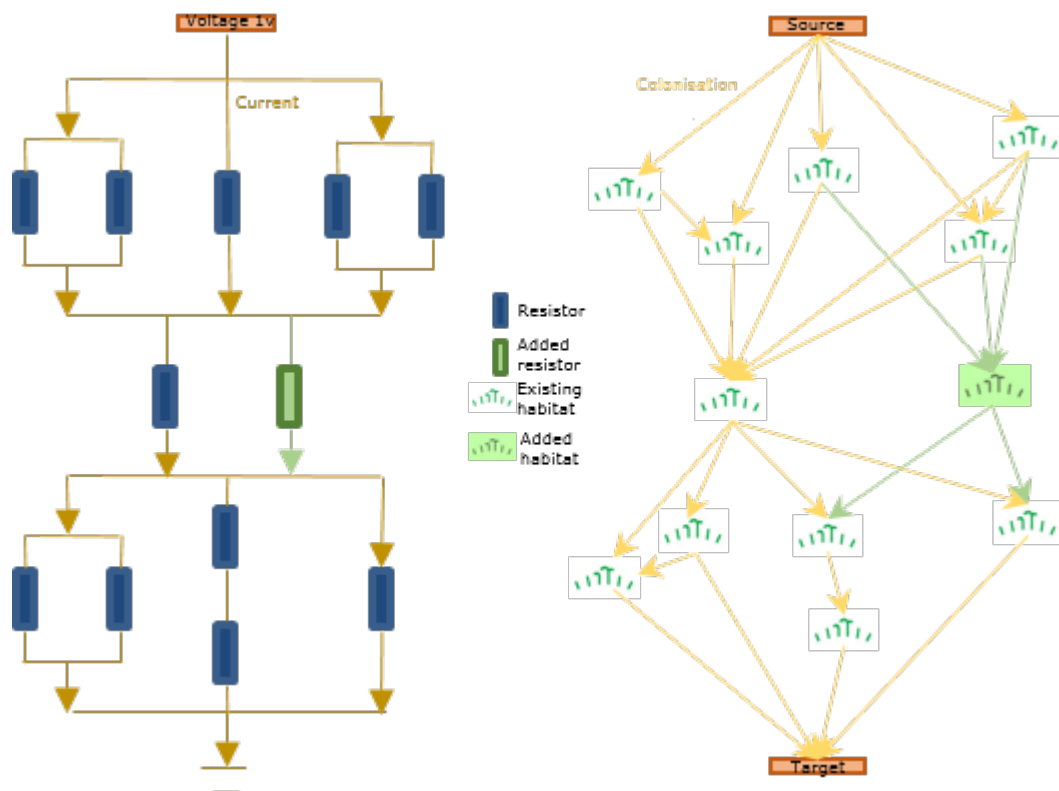 Voltage 1v
Source
Current
Colonisation
Resistor
Added
resistor
Existing
habitat
Added
habitat
Target